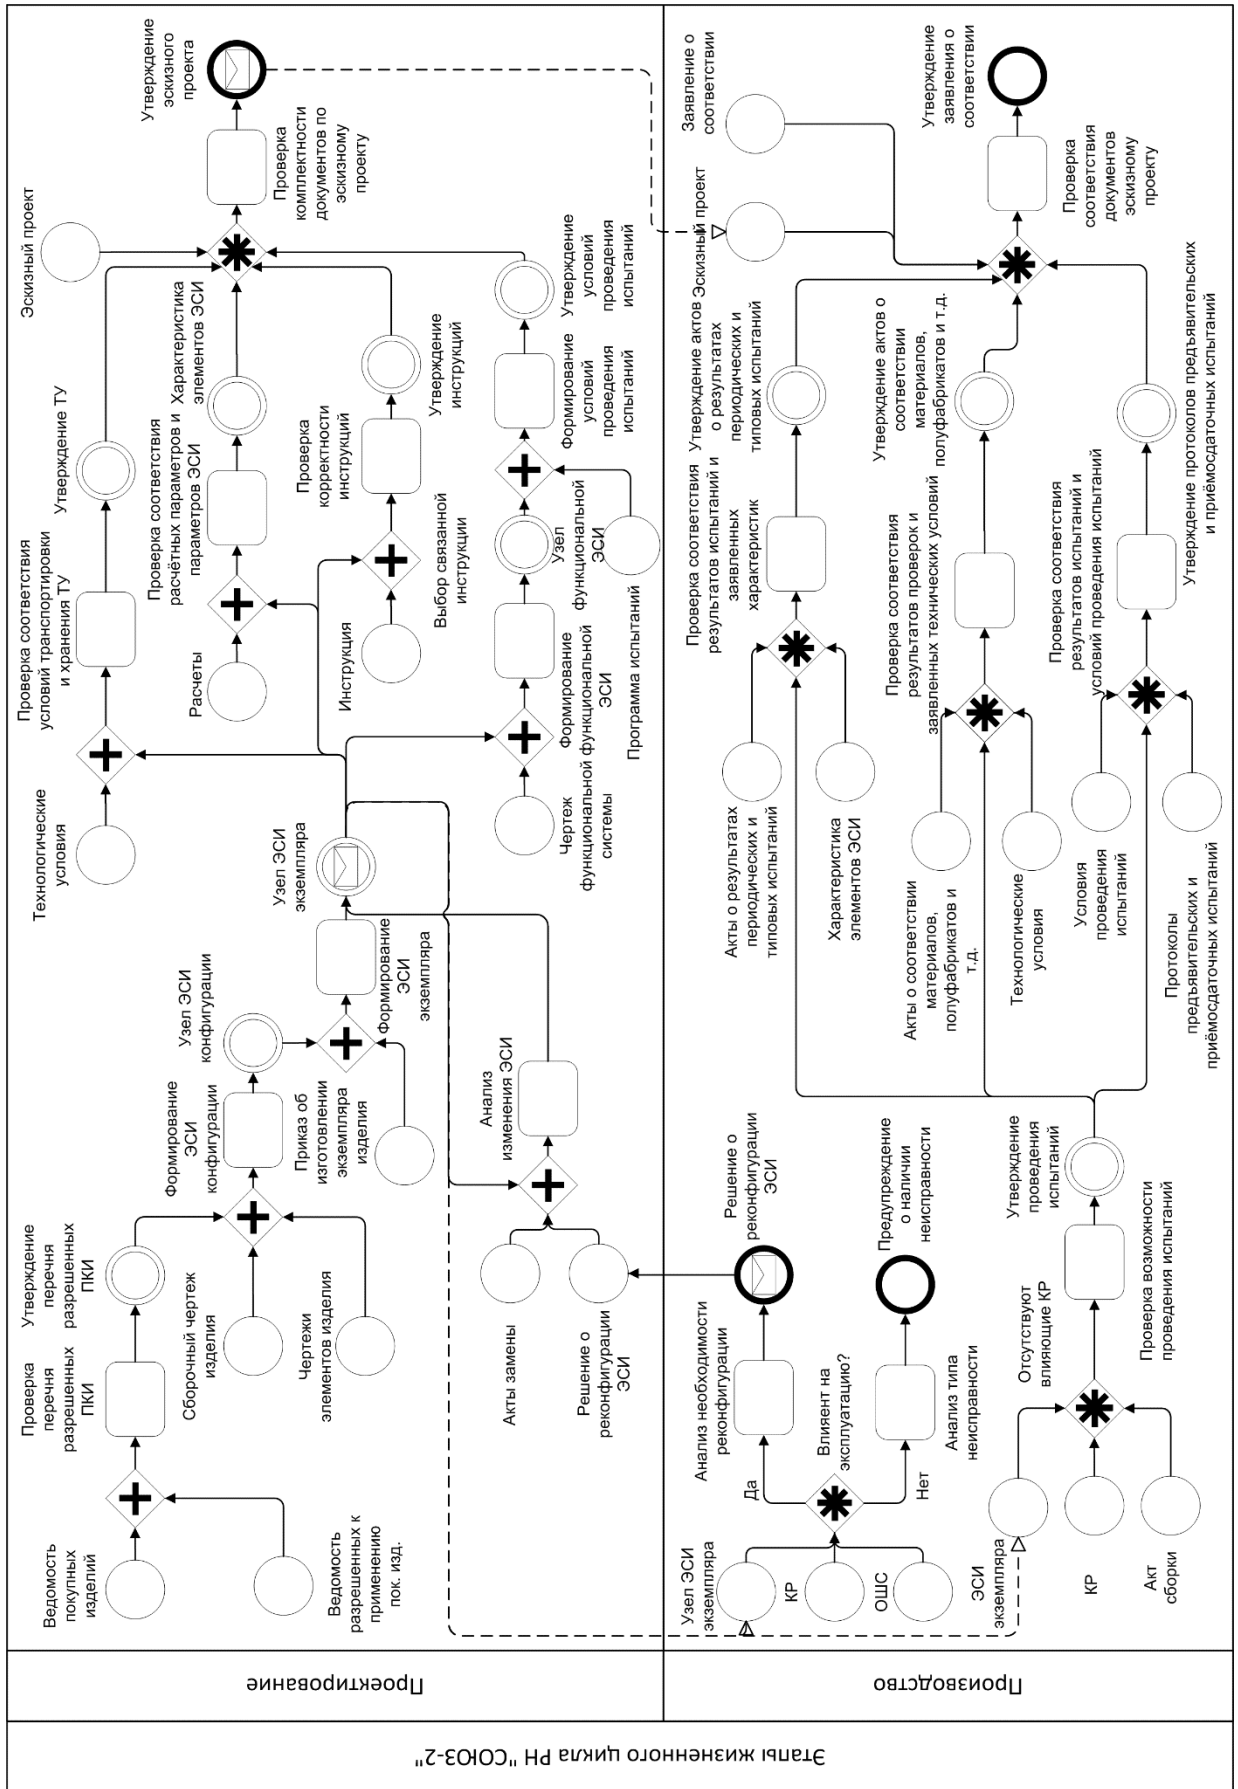 Этапы жизненного цикла РН "СОЮЗ-2"
Проектирование
Ведомость
покупных
изделий
Ведомость
разрешенных к
применению
пок. изд.
Проверка
перечня
разрешенных
ПКИ
Утверждение
перечня
разрешенных
ПКИ
Сборочный чертеж
изделия
Чертежи
элементов изделия
Формирование
ЭСИ
конфигурации
Узел ЭСИ
конфигурации
Приказ об
изготовлении
экземпляра
изделия
Формирование
ЭСИ
экземпляра
Узел ЭСИ
экземпляра
Акты замены
Решение о
реконфигурации
ЭСИ
Анализ
изменения ЭСИ
Технологические
условия
Проверка соответствия
условий транспортировки
и хранения ТУ
Утверждение ТУ
Расчеты
Проверка соответствия
расчётных параметров и
параметров ЭСИ
Характеристика
элементов ЭСИ
Инструкция
Выбор связанной
инструкции
Проверка
корректности
инструкций
Утверждение
инструкций
Чертеж
функциональной
системы
Формирование
функциональной
ЭСИ
Узел
функциональной
ЭСИ
Программа испытаний
Формирование
условий
проведения
испытаний
Утверждение
условий
проведения
испытаний
Эскизный проект
Проверка
комплектности
документов по
эскизному
проекту
Утверждение
эскизного
проекта
Производство
Узел ЭСИ
экземпляра
КР
ОШС
Влияент на
эксплуатацию?
Да
Нет
Анализ необходимости
реконфигурации
Решение о
реконфигурации
ЭСИ
Анализ типа
неисправности
Предупреждение
о наличии
неисправности
ЭСИ
экземпляра
КР
Акт
сборки
Отсутствуют
влияющие КР
Проверка возможности
проведения испытаний
Утверждение
проведения
испытаний
Акты о результатах
периодических и
типовых испытаний
Характеристика
элементов ЭСИ
Проверка соответствия
результатов испытаний и
заявленных
характеристик
Утверждение актов
о результатах
периодических и
типовых испытаний
Акты о соответствии
материалов,
полуфабрикатов и
т.д.
Технологические
условия
Проверка соответствия
результатов проверок и
заявленных технических условий
Утверждение актов о
соответствии
материалов,
полуфабрикатов и т.д.
Условия
проведения
испытаний
Протоколы
предъявительских и
приёмосдаточных испытаний
Проверка соответствия
результатов испытаний и
условий проведения испытаний
Утверждение протоколов предъявительских
и приёмосдаточных испытаний
Эскизный проект
Заявление о
соответствии
Проверка
соответствия
документов
эскизному
проекту
Утверждение
заявления о
соответствии